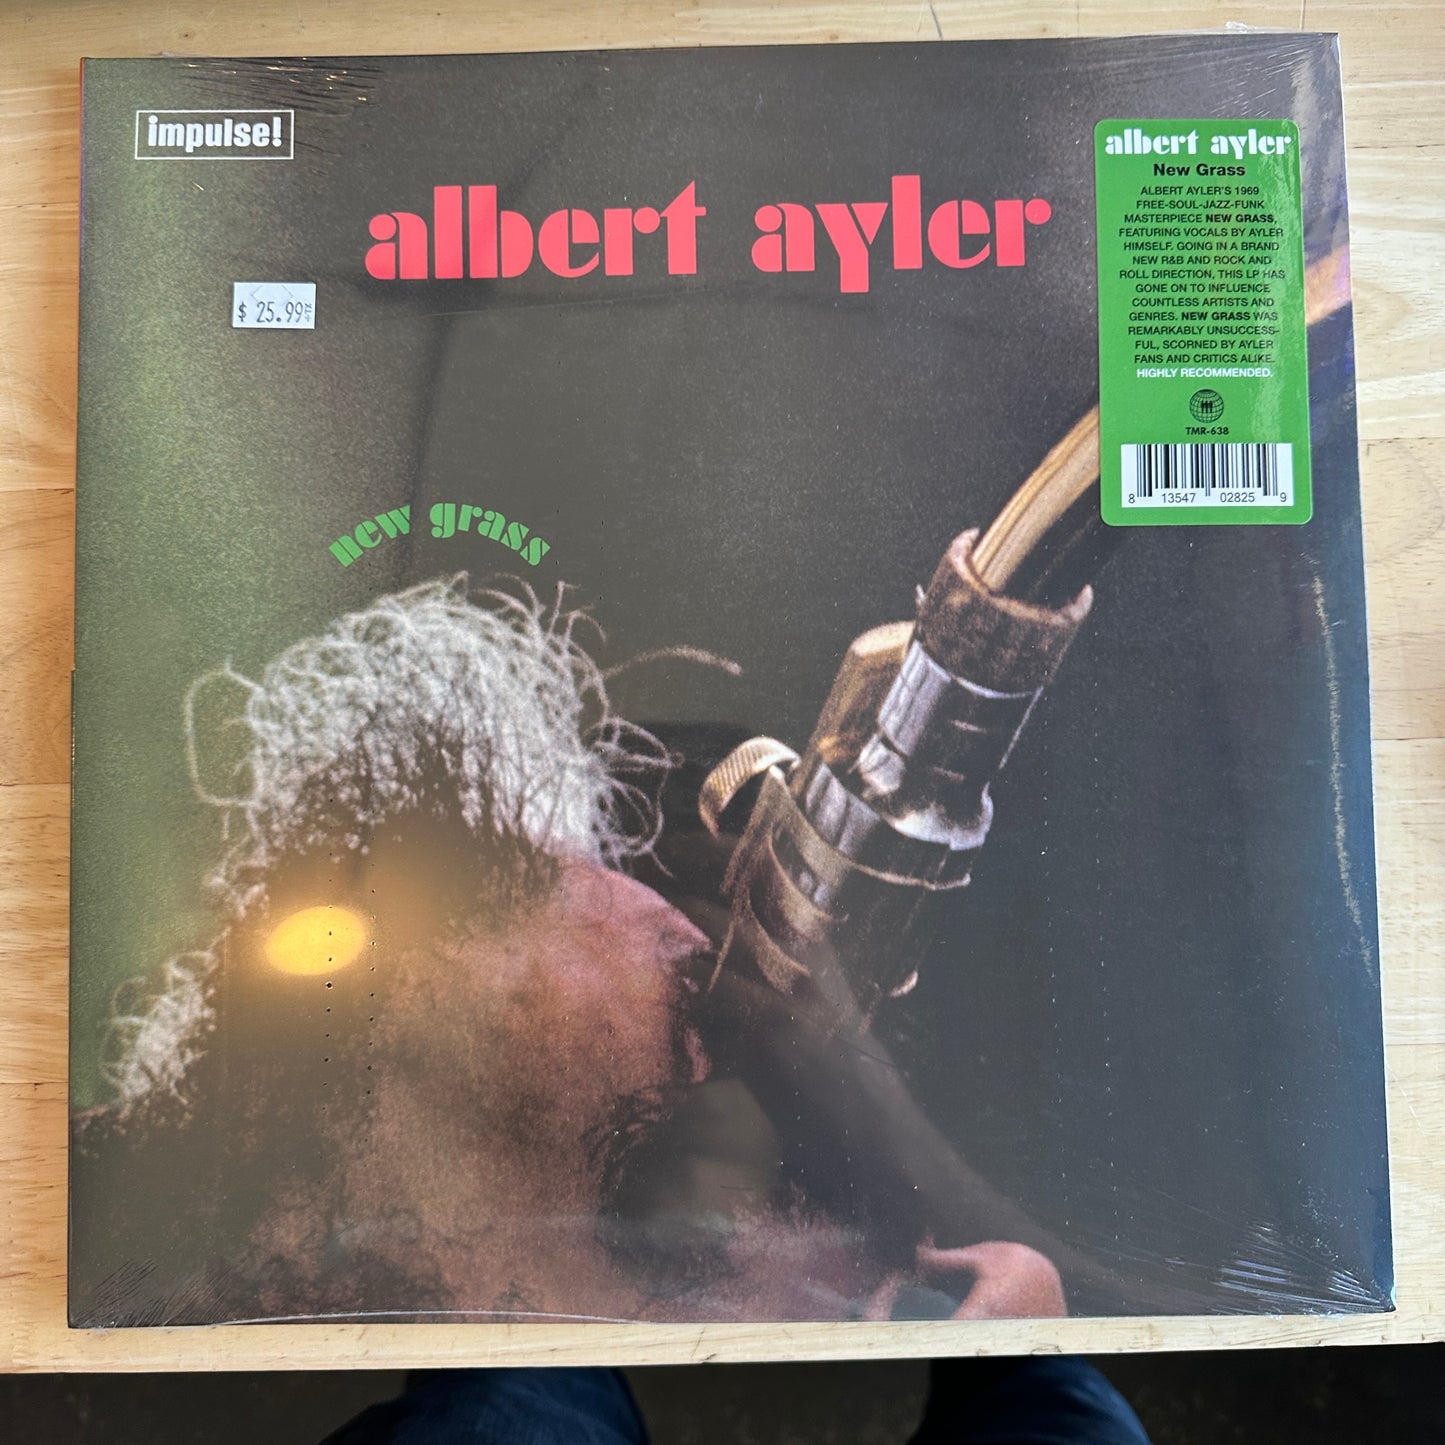 impulse!
albert ayler
$ 25.99
new grass
albert ayler
New Grass
ALBERT AYLER'S 1969
FREE-SOUL-JAZZ-FUNK
MASTERPIECE NEW GRASS,
FEATURING VOCALS BY AYLER
HIMSELF. GOING IN A BRAND
NEW R&B AND ROCK AND
ROLL DIRECTION, THIS LP HAS
GONE ON TO INFLUENCE
COUNTLESS ARTISTS AND
GENRES. NEW GRASS WAS
REMARKABLY UNSUCCESS-
FUL, SCORNED BY AYLER
FANS AND CRITICS ALIKE.
HIGHLY RECOMMENDED.
TMR-638
8 13547 02825 9